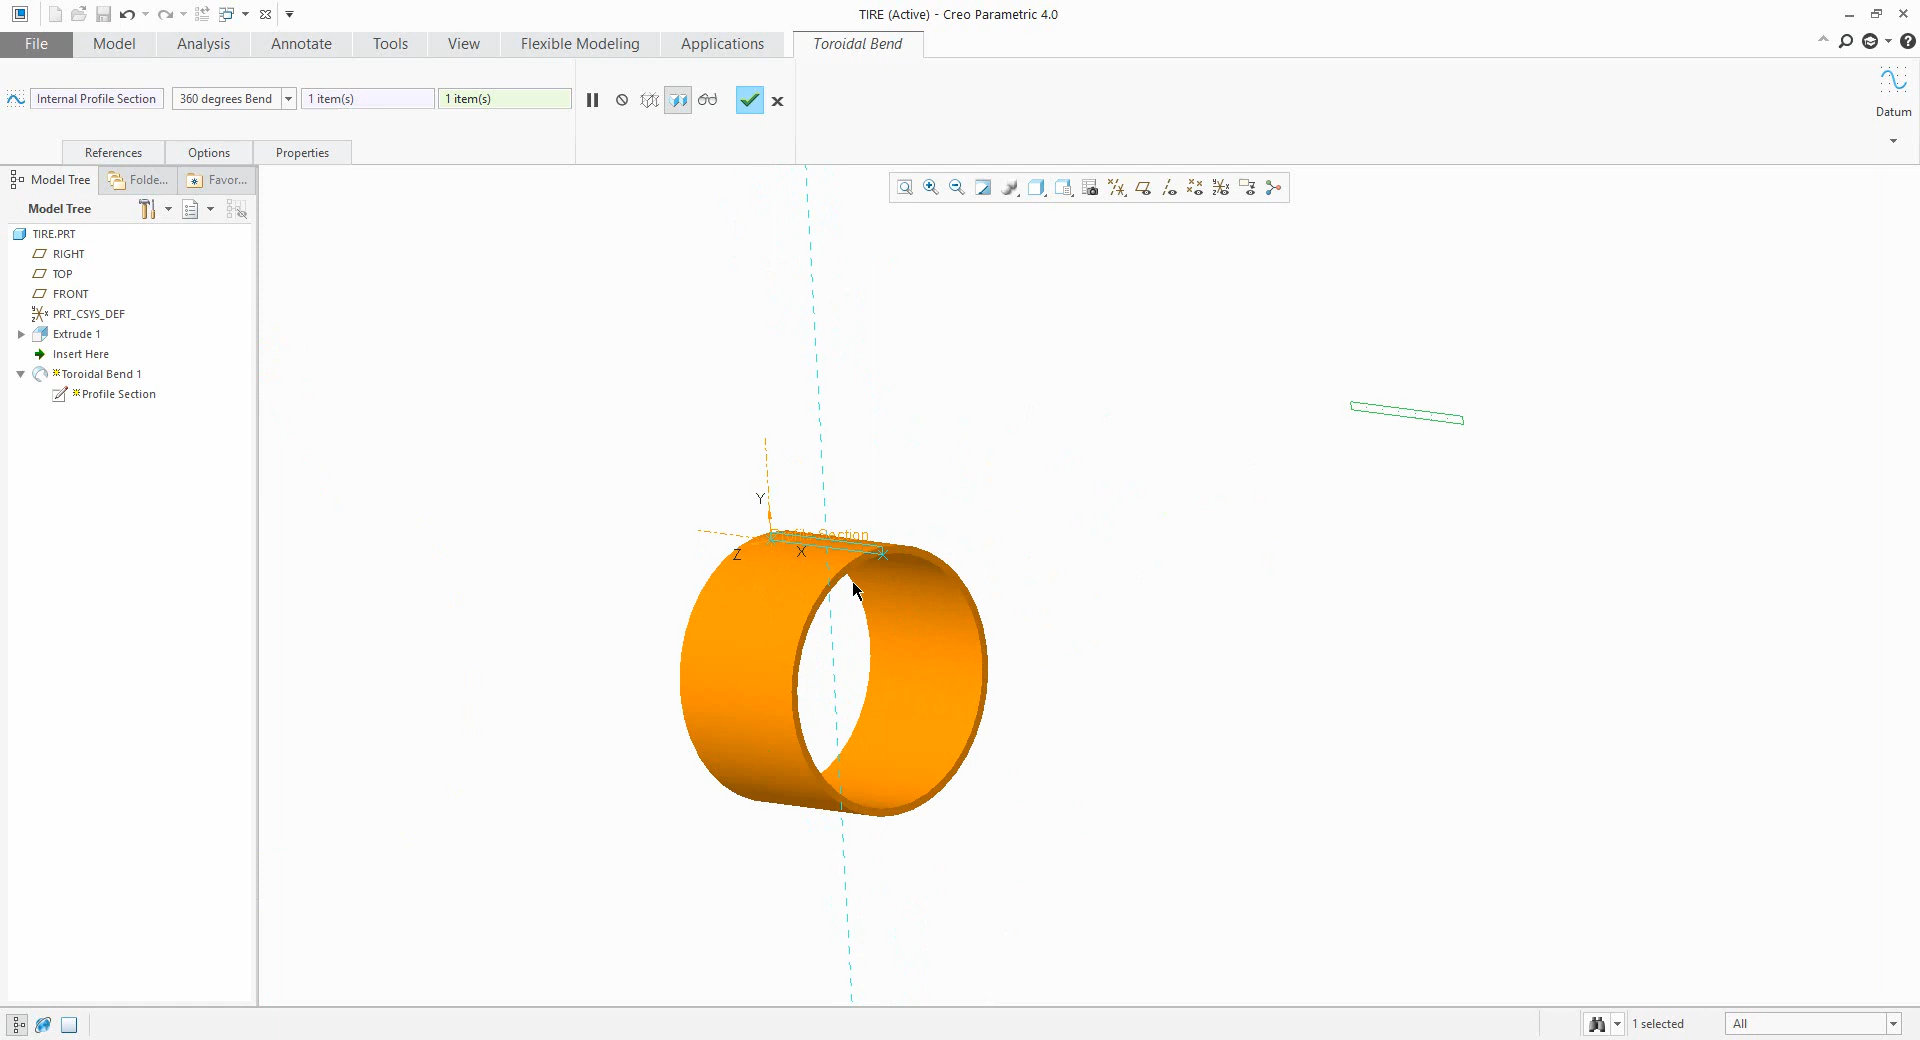 TIRE (Active) - Creo Parametric 4.0
File Model Analysis Annotate Tools View Flexible Modeling Applications Toroidal Bend
Internal Profile Section 360 degrees Bend 1 item(s) 1 item(s)
Datum
References Options Properties
Model Tree Folde... Favor...
Model Tree
TIRE.PRT
RIGHT
TOP
FRONT
PRT_CSYS_DEF
Extrude 1
Insert Here
Toroidal Bend 1
Profile Section
Y
Profile Section
Z X
1 selected All